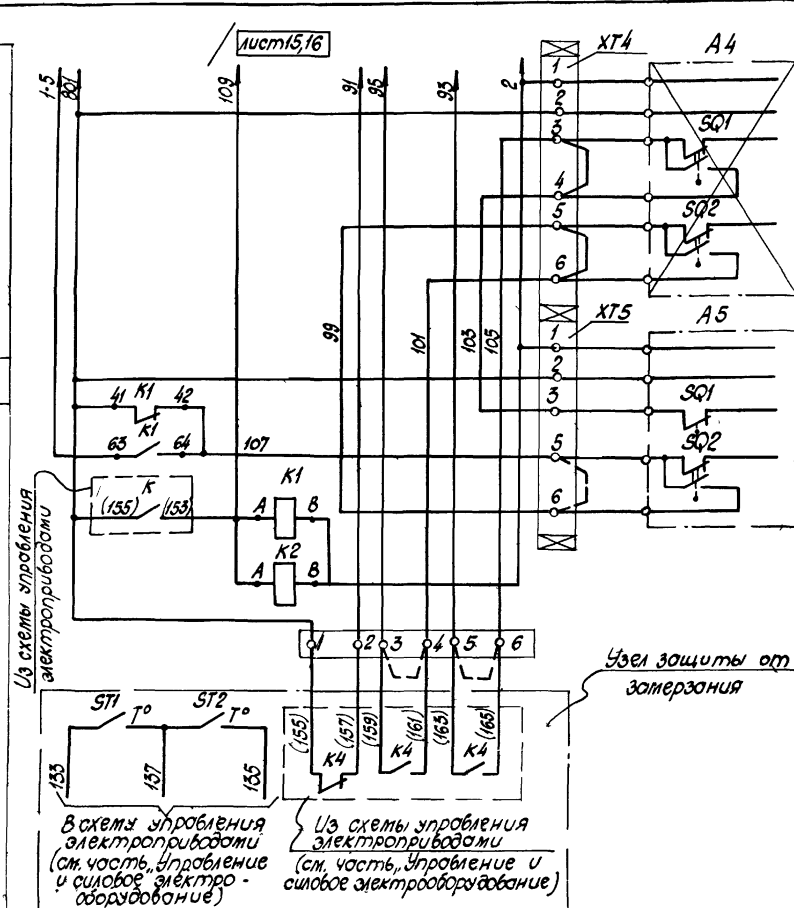 лист15,16
XT4
A4
1-5
801
109
91
95
93
2
1
2
3
4
5
6
SQ1
SQ2
XT5
A5
1
2
3
5
6
SQ1
SQ2
99
101
103
105
41 K1 42
K1
63 64 107
K
(155) (153)
K1
A B
K2
A B
Из схемы управления
электроприводами
1 2 3 4 5 6
Узел защиты от
замерзания
ST1 T° ST2 T°
133
137
135
(155)
(157)
(159)
(161)
(163)
(165)
K4 K4 K4
В схему управления
электроприводами
(см. часть „Управление
и силовое электро-
оборудование)
Из схемы управления
электроприводами
(см. часть „Управление и
силовое электрооборудование)